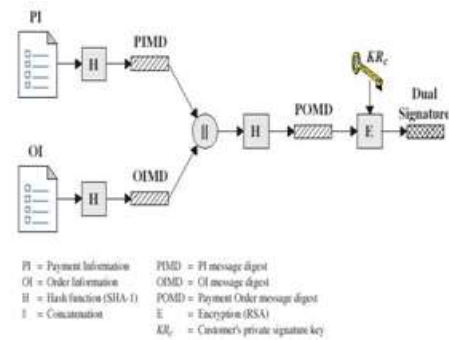 PI
PIMD
H
KRc
Dual
Signature
POMD
||
H
E
OI
OIMD
H
PI = Payment Information
OI = Order Information
H = Hash function (SHA-1)
|| = Concatenation
PIMD = PI message digest
OIMD = OI message digest
POMD = Payment Order message digest
E = Encryption (RSA)
KRc = Customer's private signature key